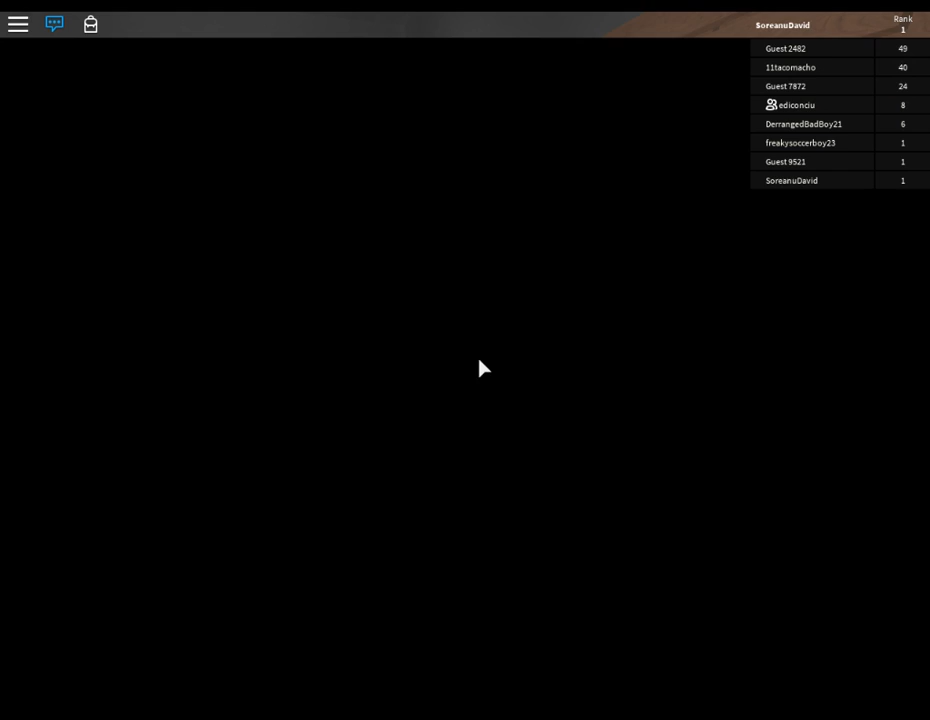 SoreanuDavid Rank
1
Guest 2482 49
11tacomacho 40
Guest 7872 24
ediconciu 8
DerrangedBadBoy21 6
freakysoccerboy23 1
Guest 9521 1
SoreanuDavid 1